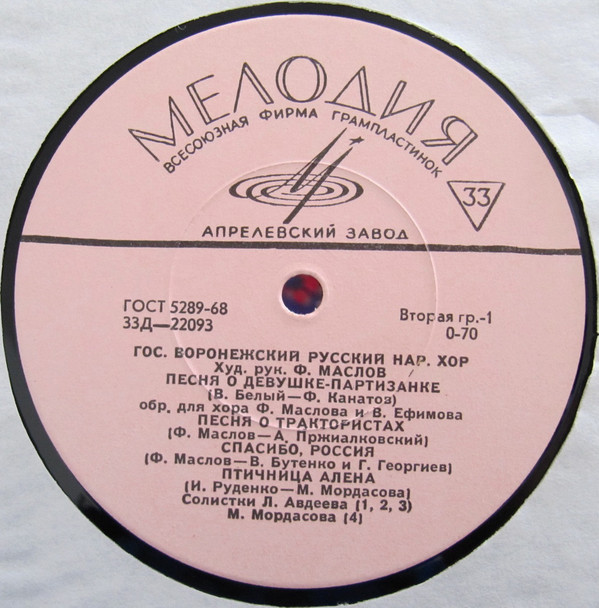 МЕЛОДИЯ
ВСЕСОЮЗНАЯ ФИРМА ГРАМПЛАСТИНОК
33
АПРЕЛЕВСКИЙ ЗАВОД
ГОСТ 5289-68
33Д—22093
Вторая гр.-1
0-70
ГОС. ВОРОНЕЖСКИЙ РУССКИЙ НАР. ХОР
Худ. рук. Ф. МАСЛОВ
ПЕСНЯ О ДЕВУШКЕ-ПАРТИЗАНКЕ
(В. Белый—Ф. Канатов)
обр. для хора Ф. Маслова и В. Ефимова
ПЕСНЯ О ТРАКТОРИСТАХ
(Ф. Маслов—А. Пржиалковский)
СПАСИБО, РОССИЯ
(Ф. Маслов—В. Бутенко и Г. Георгиев)
ПТИЧНИЦА АЛЕНА
(И. Руденко—М. Мордасова)
Солистки Л. Авдеева (1, 2, 3)
М. Мордасова (4)